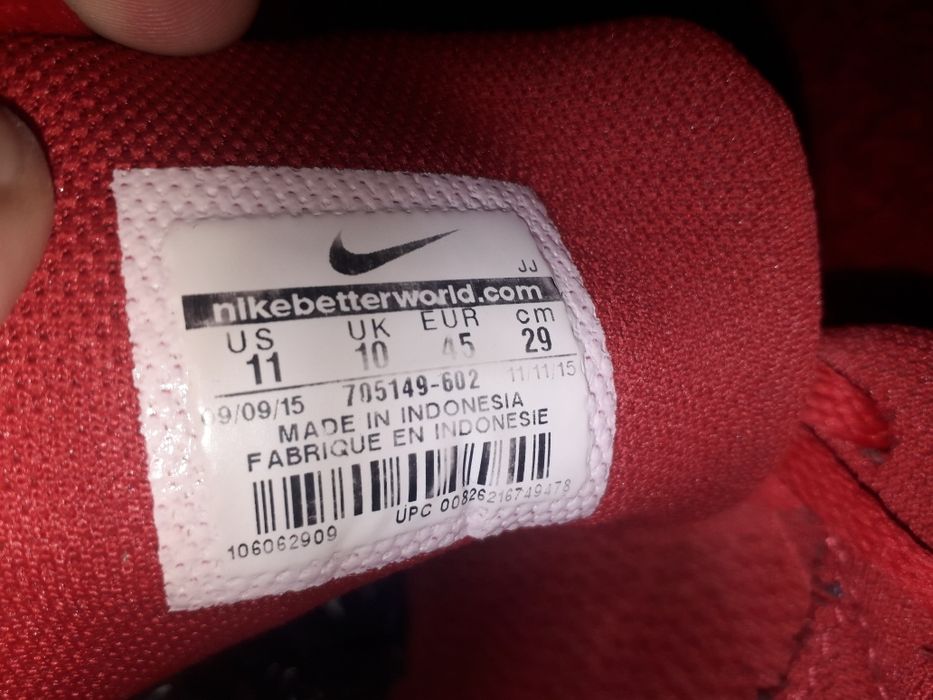 JJ
nikebetterworld.com
US UK EUR cm
11 10 45 29
09/09/15 705149-602 11/11/15
MADE IN INDONESIA
FABRIQUE EN INDONESIE
UPC 00826216749478
106062909